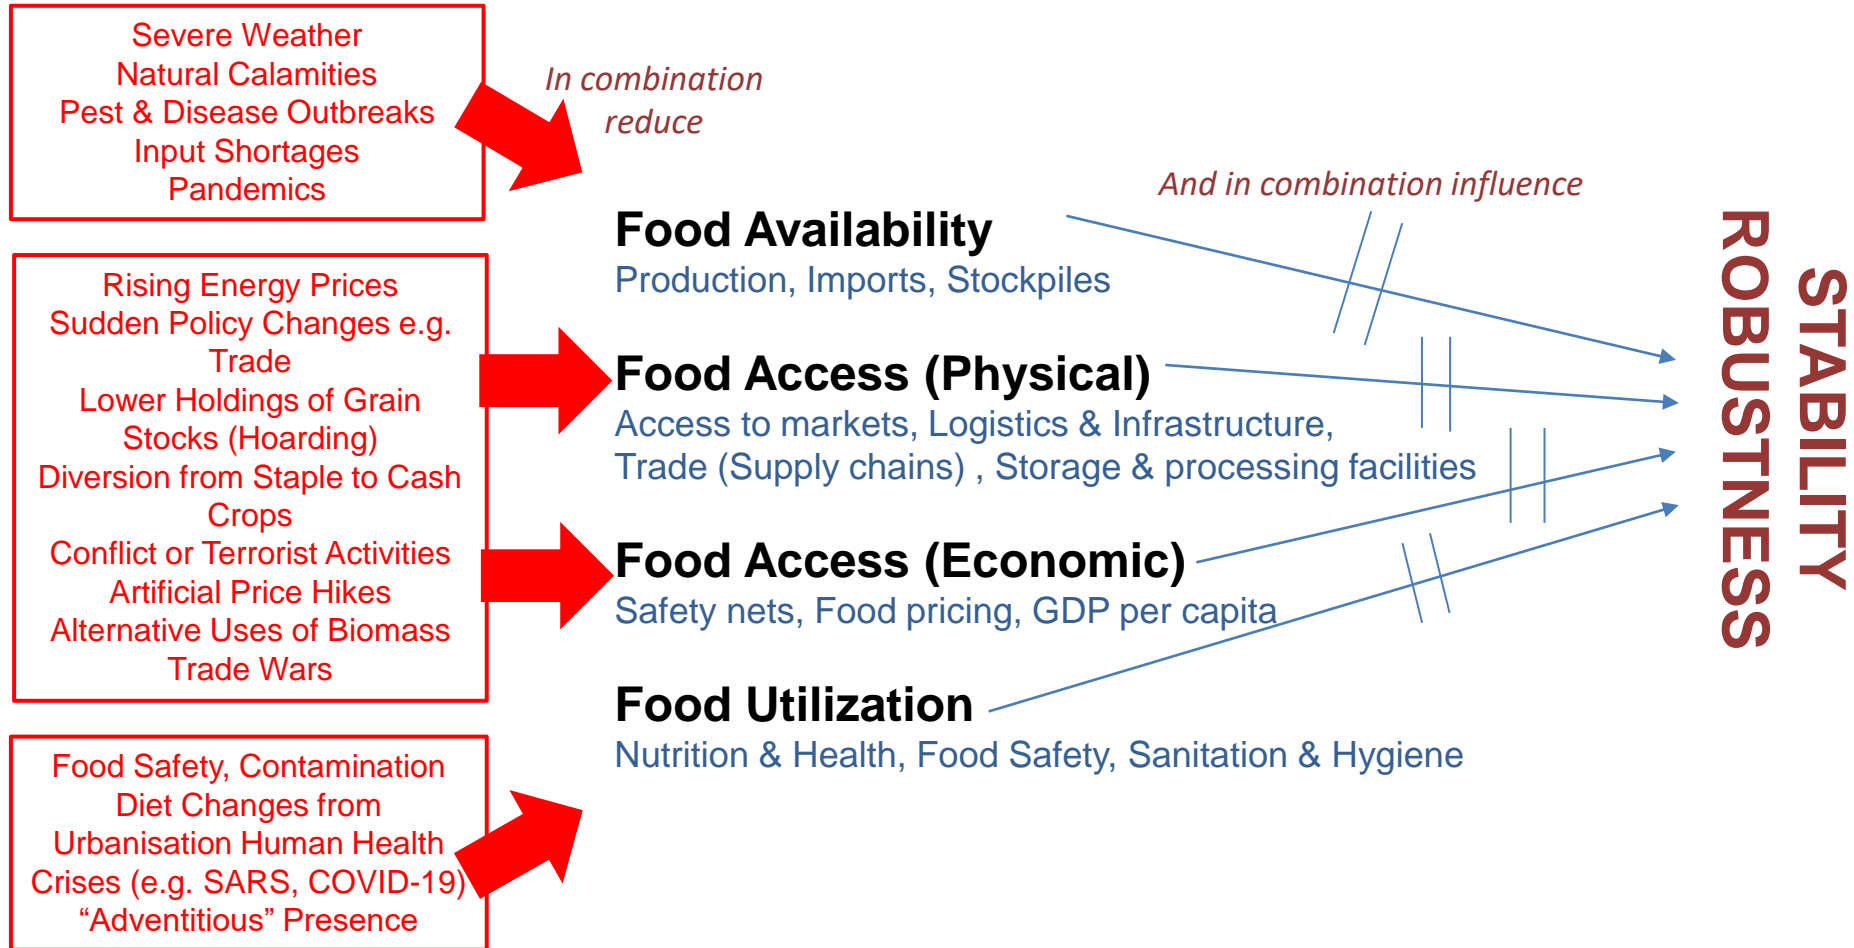 Severe Weather
Natural Calamities
Pest & Disease Outbreaks
Input Shortages
Pandemics
In combination
reduce
And in combination influence
Rising Energy Prices
Sudden Policy Changes e.g.
Trade
Lower Holdings of Grain
Stocks (Hoarding)
Diversion from Staple to Cash
Crops
Conflict or Terrorist Activities
Artificial Price Hikes
Alternative Uses of Biomass
Trade Wars
Food Safety, Contamination
Diet Changes from
Urbanisation Human Health
Crises (e.g. SARS, COVID-19)
“Adventitious” Presence
Food Availability
Production, Imports, Stockpiles
Food Access (Physical)
Access to markets, Logistics & Infrastructure,
Trade (Supply chains) , Storage & processing facilities
Food Access (Economic)
Safety nets, Food pricing, GDP per capita
Food Utilization
Nutrition & Health, Food Safety, Sanitation & Hygiene
STABILITY
ROBUSTNESS